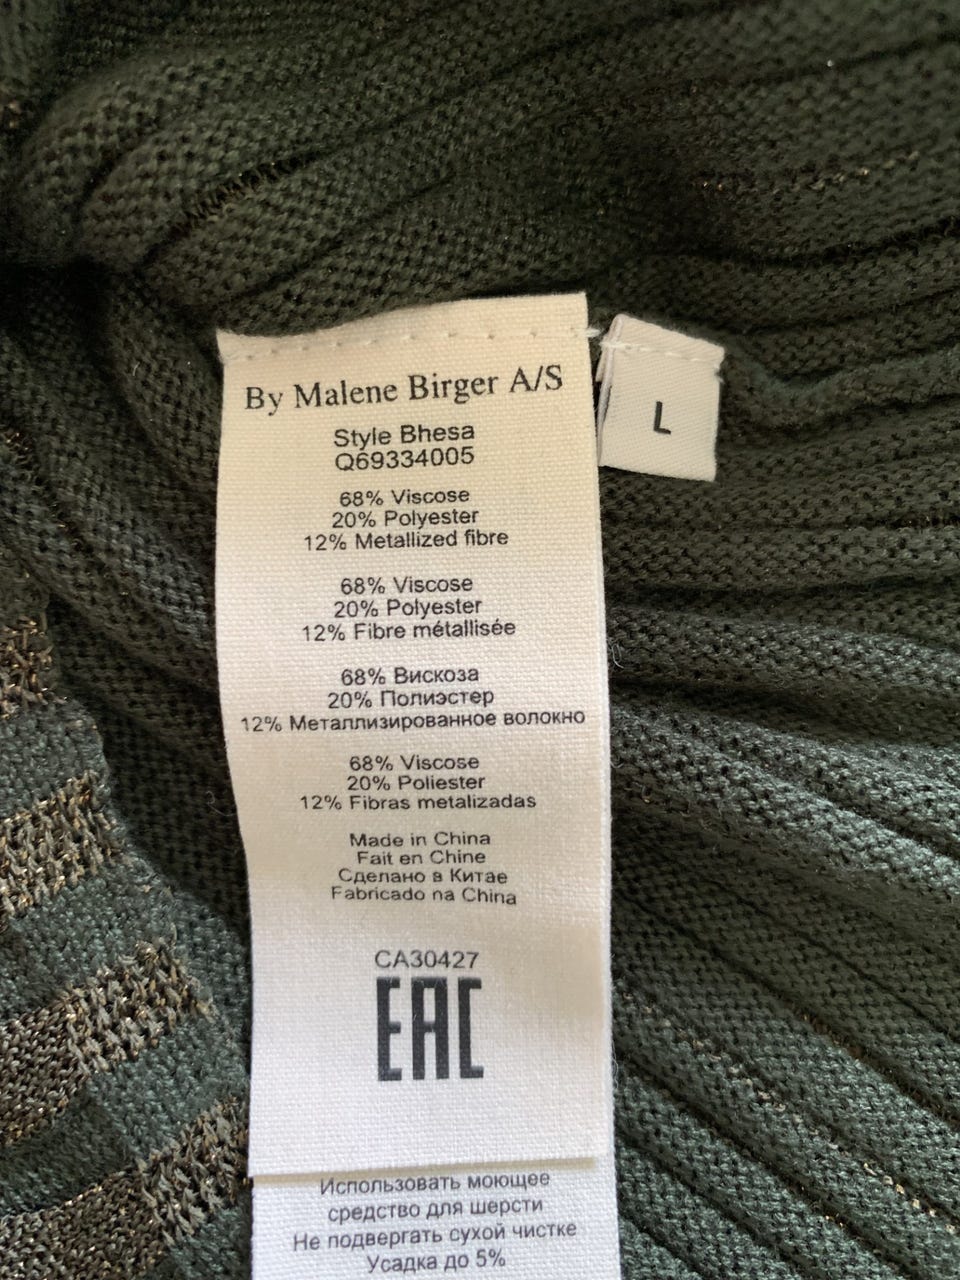 By Malene Birger A/S
L
Style Bhesa
Q69334005
68% Viscose
20% Polyester
12% Metallized fibre
68% Viscose
20% Polyester
12% Fibre métallisée
68% Вискоза
20% Полиэстер
12% Металлизированное волокно
68% Viscose
20% Poliester
12% Fibras metalizadas
Made in China
Fait en Chine
Сделано в Китае
Fabricado na China
CA30427
EAC
Использовать моющее
средство для шерсти
Не подвергать сухой чистке
Усадка до 5%